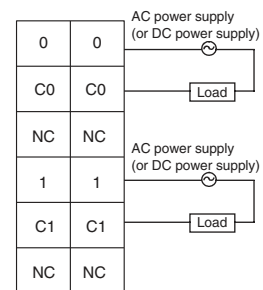 AC power supply
(or DC power supply)
0 0
C0 C0
Load
NC NC
AC power supply
(or DC power supply)
1 1
C1 C1
Load
NC NC